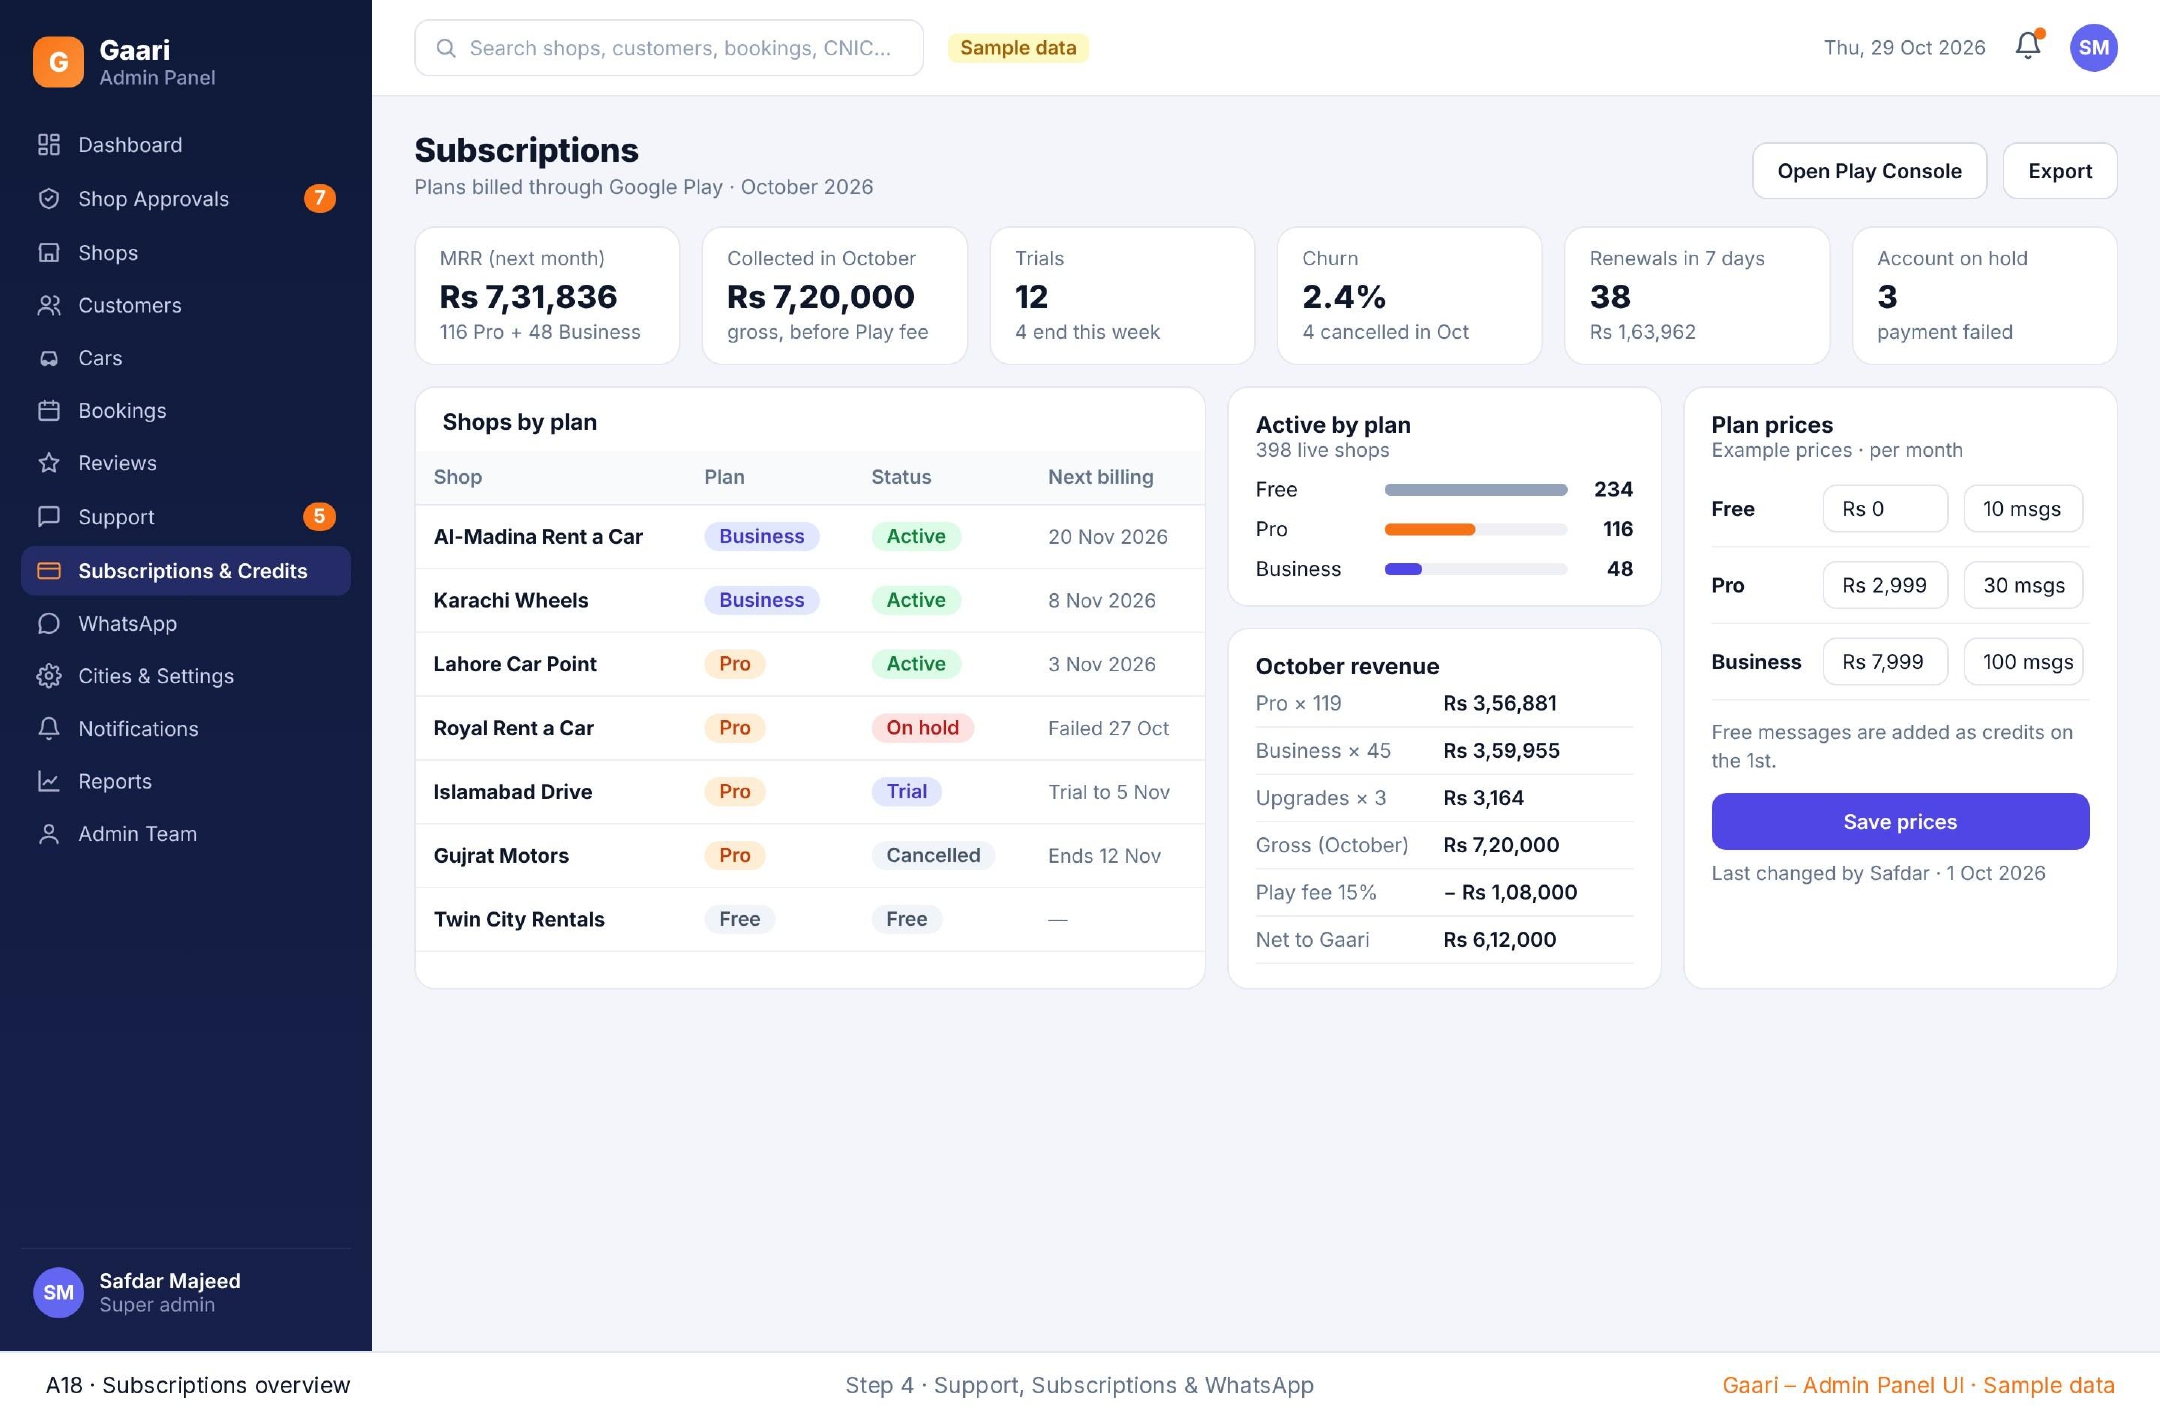 G
Gaari
Admin Panel
Dashboard
Shop Approvals 7
Shops
Customers
Cars
Bookings
Reviews
Support 5
Subscriptions & Credits
WhatsApp
Cities & Settings
Notifications
Reports
Admin Team
SM
Safdar Majeed
Super admin
Search shops, customers, bookings, CNIC...
Sample data
Thu, 29 Oct 2026
SM
Subscriptions
Plans billed through Google Play · October 2026
Open Play Console
Export
MRR (next month)
Rs 7,31,836
116 Pro + 48 Business
Collected in October
Rs 7,20,000
gross, before Play fee
Trials
12
4 end this week
Churn
2.4%
4 cancelled in Oct
Renewals in 7 days
38
Rs 1,63,962
Account on hold
3
payment failed
Shops by plan
Shop Plan Status Next billing
Al-Madina Rent a Car Business Active 20 Nov 2026
Karachi Wheels Business Active 8 Nov 2026
Lahore Car Point Pro Active 3 Nov 2026
Royal Rent a Car Pro On hold Failed 27 Oct
Islamabad Drive Pro Trial Trial to 5 Nov
Gujrat Motors Pro Cancelled Ends 12 Nov
Twin City Rentals Free Free —
Active by plan
398 live shops
Free 234
Pro 116
Business 48
October revenue
Pro × 119 Rs 3,56,881
Business × 45 Rs 3,59,955
Upgrades × 3 Rs 3,164
Gross (October) Rs 7,20,000
Play fee 15% − Rs 1,08,000
Net to Gaari Rs 6,12,000
Plan prices
Example prices · per month
Free Rs 0 10 msgs
Pro Rs 2,999 30 msgs
Business Rs 7,999 100 msgs
Free messages are added as credits on
the 1st.
Save prices
Last changed by Safdar · 1 Oct 2026
A18 · Subscriptions overview
Step 4 · Support, Subscriptions & WhatsApp
Gaari – Admin Panel UI · Sample data